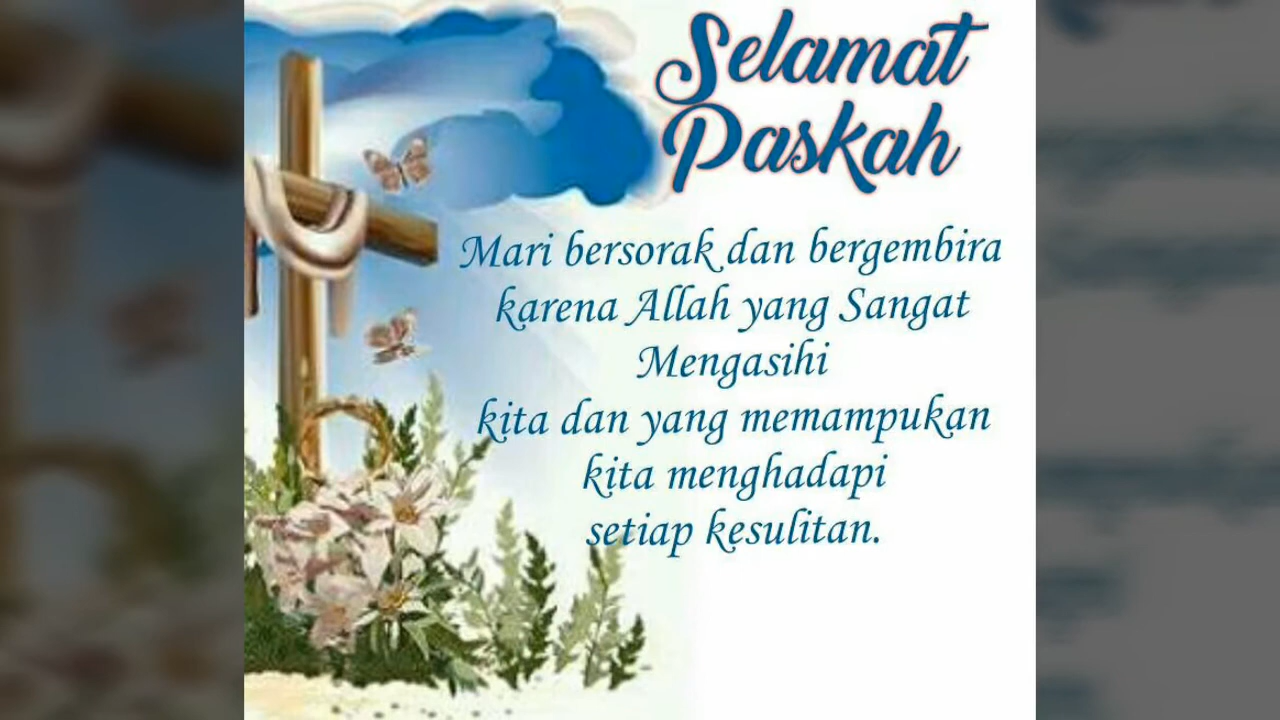 Selamat
Paskah
Mari bersorak dan bergembira
karena Allah yang Sangat
Mengasihi
kita dan yang memampukan
kita menghadapi
setiap kesulitan.